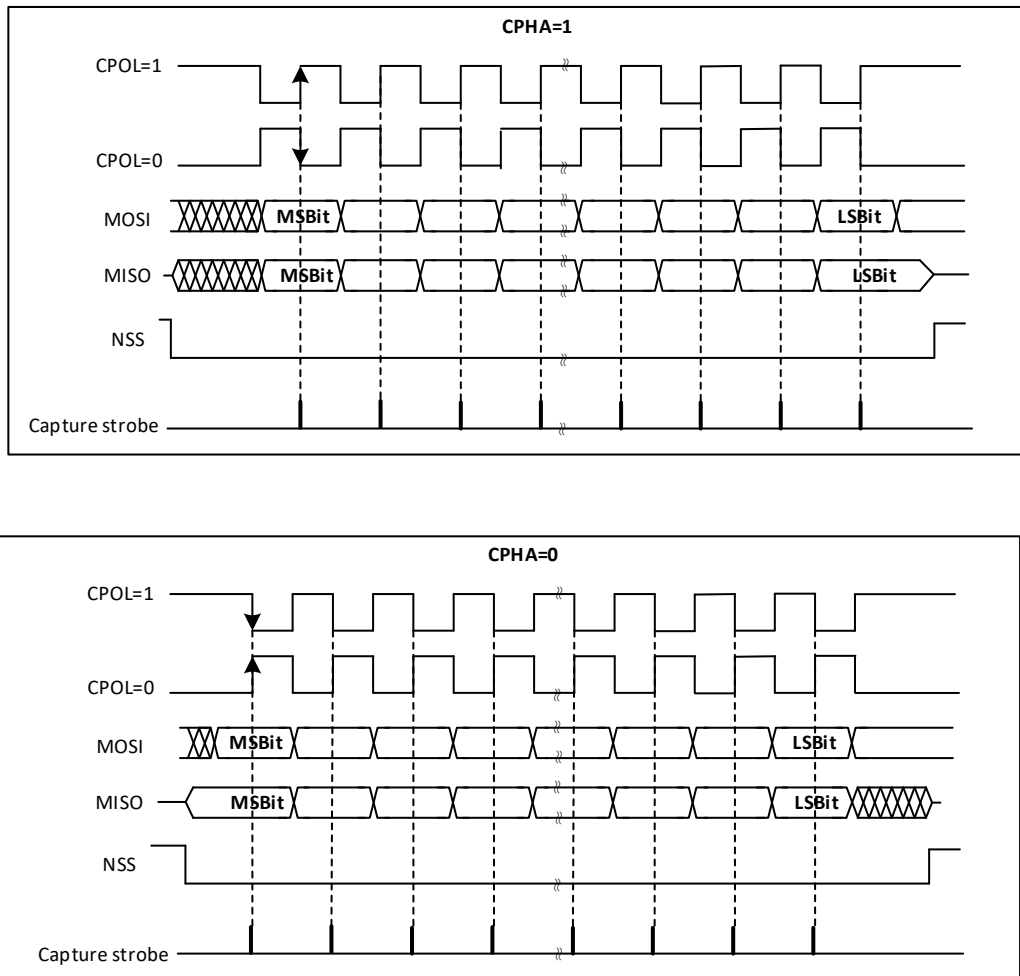 CPHA=1
CPOL=1
CPOL=0
MOSI MSBit LSBit
MISO MSBit LSBit
NSS
Capture strobe
CPHA=0
CPOL=1
CPOL=0
MOSI MSBit LSBit
MISO MSBit LSBit
NSS
Capture strobe